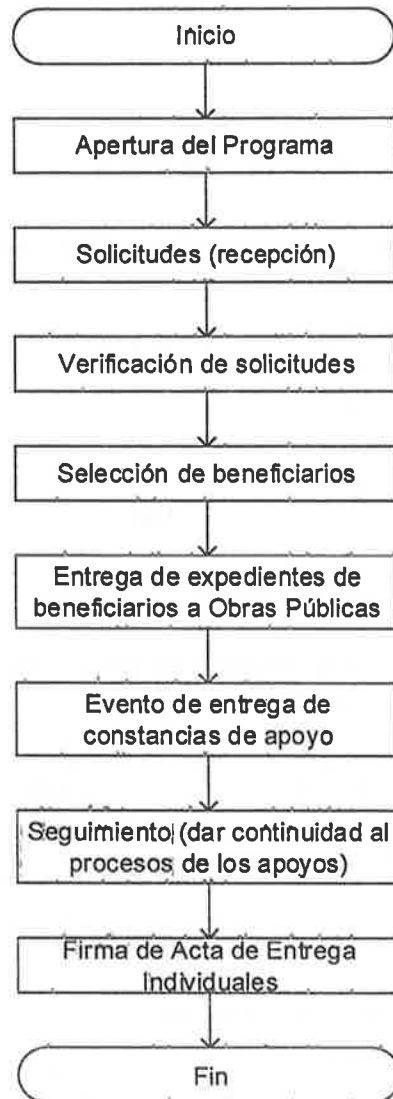 Inicio
Apertura del Programa
Solicitudes (recepción)
Verificación de solicitudes
Selección de beneficiarios
Entrega de expedientes de
beneficiarios a Obras Públicas
Evento de entrega de
constancias de apoyo
Seguimiento (dar continuidad al
procesos de los apoyos)
Firma de Acta de Entrega
Individuales
Fin